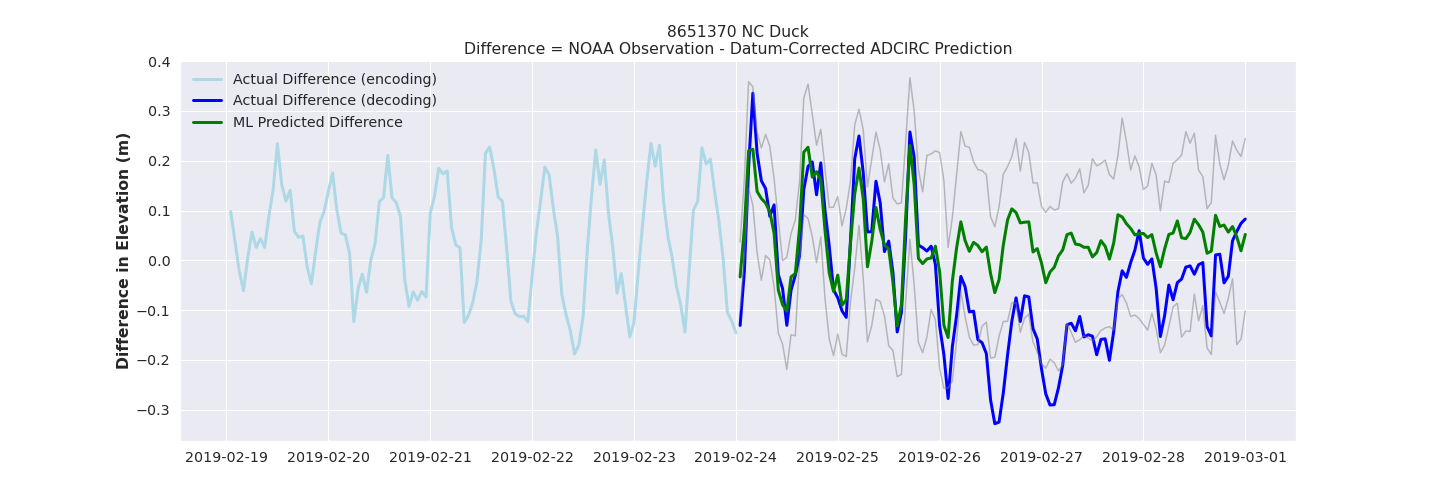 8651370 NC Duck
Difference = NOAA Observation - Datum-Corrected ADCIRC Prediction
Difference in Elevation (m)
0.4
0.3
0.2
0.1
0.0
−0.1
−0.2
−0.3
Actual Difference (encoding)
Actual Difference (decoding)
ML Predicted Difference
2019-02-19 2019-02-20 2019-02-21 2019-02-22 2019-02-23 2019-02-24 2019-02-25 2019-02-26 2019-02-27 2019-02-28 2019-03-01